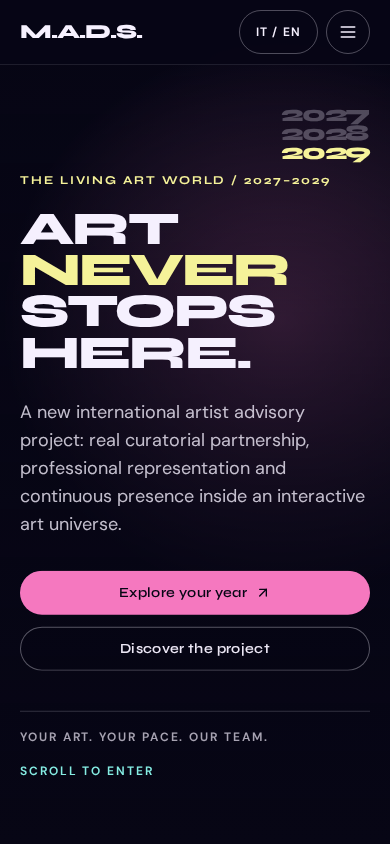 M.A.D.S.
IT / EN
2027
2028
2029
THE LIVING ART WORLD / 2027–2029
ART
NEVER
STOPS
HERE.
A new international artist advisory
project: real curatorial partnership,
professional representation and
continuous presence inside an interactive
art universe.
Explore your year
Discover the project
YOUR ART. YOUR PACE. OUR TEAM.
SCROLL TO ENTER